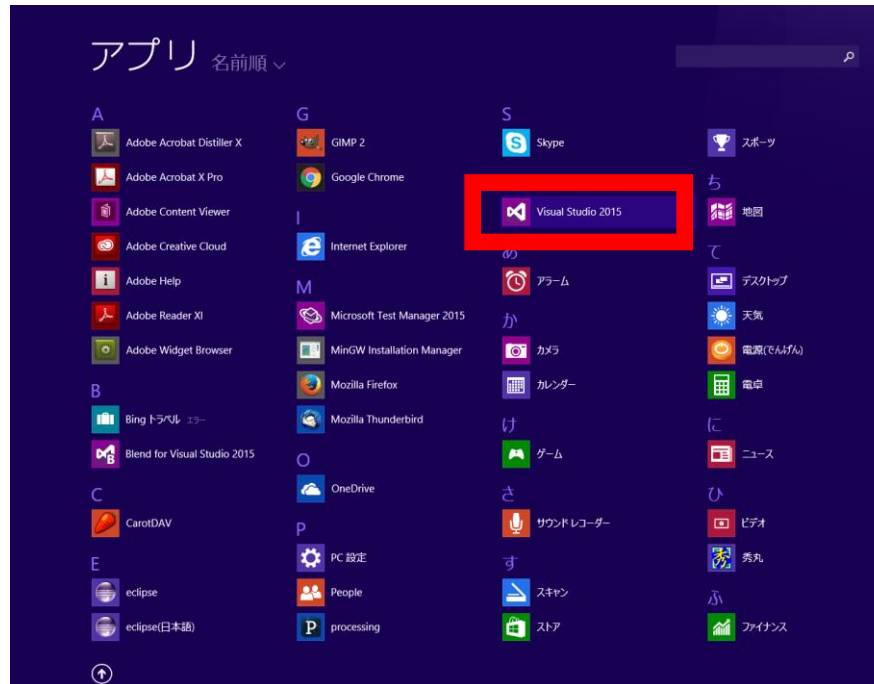 アプリ 名前順
A
Adobe Acrobat Distiller X
Adobe Acrobat X Pro
Adobe Content Viewer
Adobe Creative Cloud
Adobe Help
Adobe Reader XI
Adobe Widget Browser
B
Bing トラベル エラー
Blend for Visual Studio 2015
C
CarotDAV
E
eclipse
eclipse(日本語)
G
GIMP 2
Google Chrome
I
Internet Explorer
M
Microsoft Test Manager 2015
MinGW Installation Manager
Mozilla Firefox
Mozilla Thunderbird
O
OneDrive
P
PC 設定
People
processing
S
Skype
Visual Studio 2015
あ
アラーム
か
カメラ
カレンダー
け
ゲーム
さ
サウンド レコーダー
す
スキャン
ストア
スポーツ
ち
地図
て
デスクトップ
天気
電源(でんげん)
電卓
に
ニュース
ひ
ビデオ
秀丸
ふ
ファイナンス